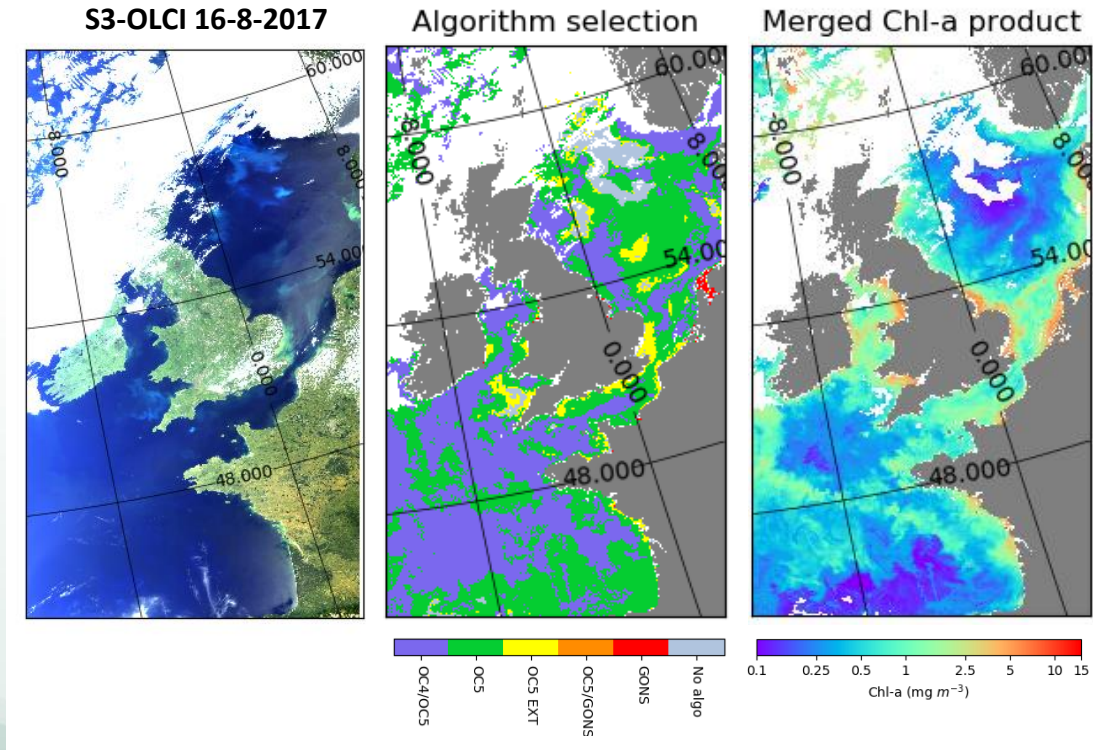 S3-OLCI 16-8-2017
Algorithm selection
Merged Chl-a product
60.000
8.000
8.000
54.000
0.000
48.000
60.000
8.000
8.00
54.00
0.000
48.000
60.00
8.000
8.00
54.00
0.000
48.000
OC4/OC5
OC5
OC5 EXT
OC5/GONS
GONS
No algo
0.1 0.25 0.5 1 2.5 5 10 15
Chl-a (mg m⁻³)